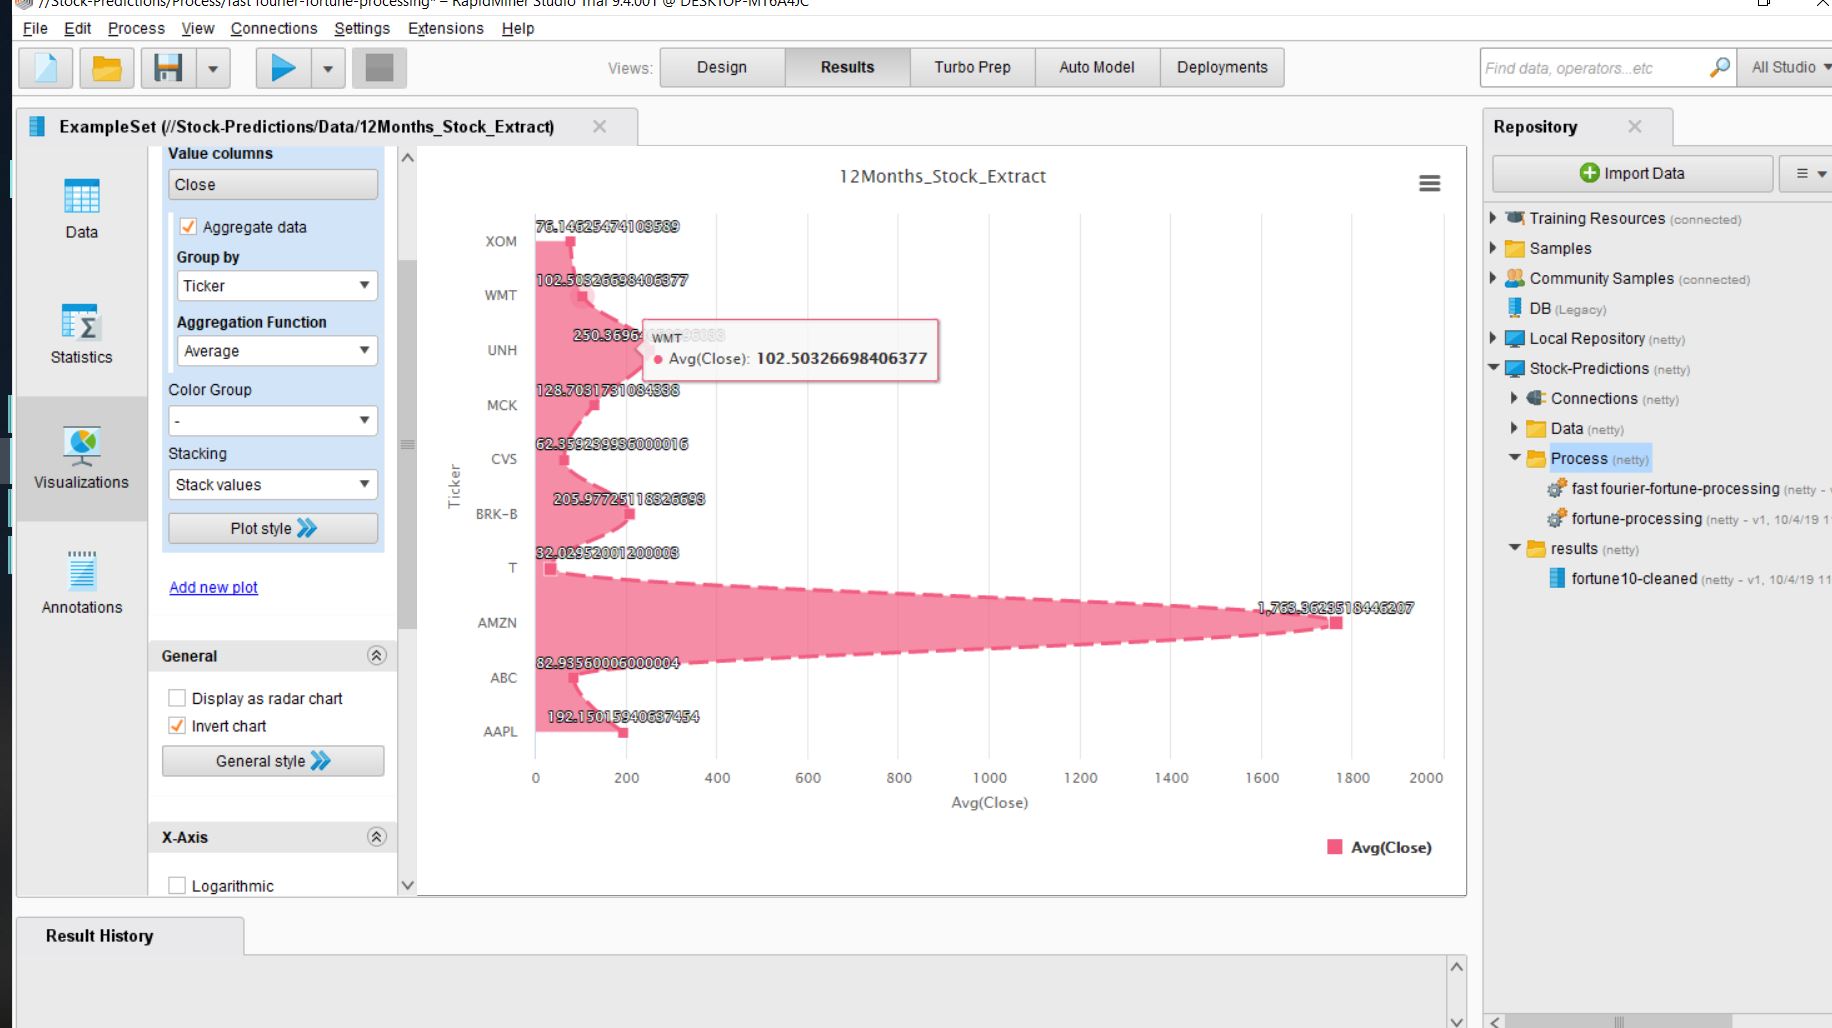 //Stock-Predictions/Process/fast fourier-fortune-processing* – RapidMiner Studio Trial 9.4.001 @ DESKTOP-MT6A4JC
File Edit Process View Connections Settings Extensions Help
Views: Design Results Turbo Prep Auto Model Deployments
Find data, operators...etc
All Studio
ExampleSet (//Stock-Predictions/Data/12Months_Stock_Extract)
Data
Statistics
Visualizations
Annotations
Value columns
Close
Aggregate data
Group by
Ticker
Aggregation Function
Average
Color Group
-
Stacking
Stack values
Plot style
Add new plot
General
Display as radar chart
Invert chart
General style
X-Axis
Logarithmic
12Months_Stock_Extract
76.14625474103589
XOM
102.50326698406377
WMT
250.3696
UNH
WMT
Avg(Close): 102.50326698406377
128.7031731084338
MCK
62.359239936000016
CVS
205.97725118326693
BRK-B
32.02952001200003
T
1,763.3623518446207
AMZN
82.93560006000004
ABC
192.15015940637454
AAPL
Ticker
0 200 400 600 800 1000 1200 1400 1600 1800 2000
Avg(Close)
Avg(Close)
Repository
Import Data
Training Resources (connected)
Samples
Community Samples (connected)
DB (Legacy)
Local Repository (netty)
Stock-Predictions (netty)
Connections (netty)
Data (netty)
Process (netty)
fast fourier-fortune-processing (netty - v
fortune-processing (netty - v1, 10/4/19 11
results (netty)
fortune10-cleaned (netty - v1, 10/4/19 11
Result History